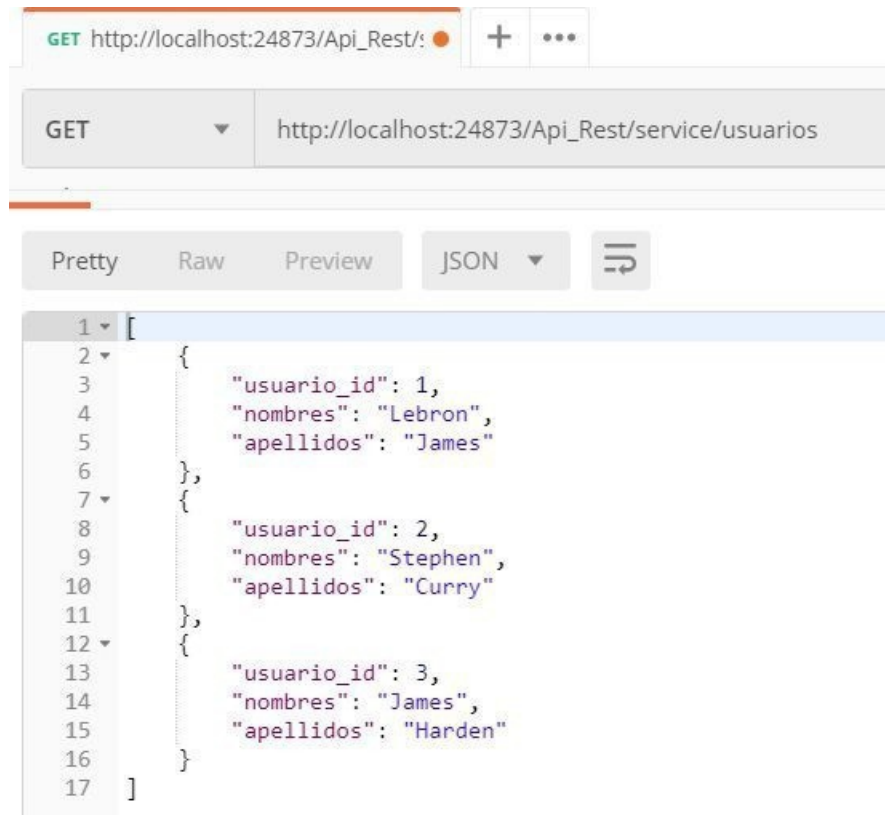 GET http://localhost:24873/Api_Rest/s
GET http://localhost:24873/Api_Rest/service/usuarios
Pretty Raw Preview JSON
1 [
2 {
3 "usuario_id": 1,
4 "nombres": "Lebron",
5 "apellidos": "James"
6 },
7 {
8 "usuario_id": 2,
9 "nombres": "Stephen",
10 "apellidos": "Curry"
11 },
12 {
13 "usuario_id": 3,
14 "nombres": "James",
15 "apellidos": "Harden"
16 }
17 ]